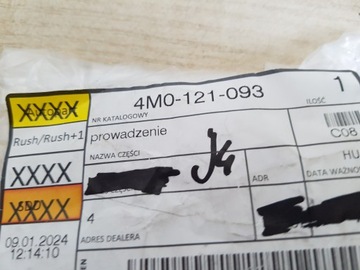 XXXX
4M0-121-093
NR KATALOGOWY
ILOŚĆ
1
Rush/Rush+1
prowadzenie
NAZWA CZĘŚCI
C08
XXXX
HU
ADR
DATA WAŻNO
XXXX
4
ADRES DEALERA
09.01.2024
12:14:10